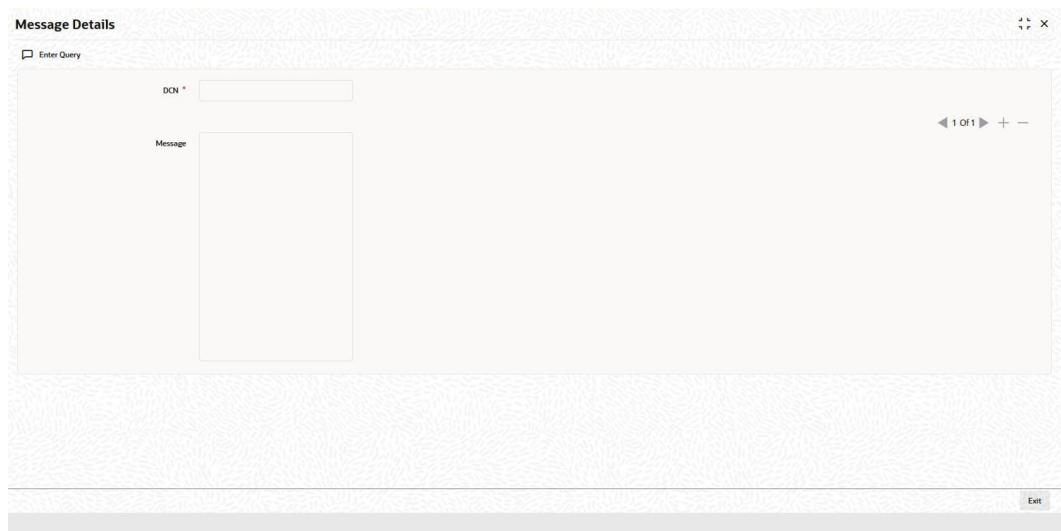 Message Details
Enter Query
DCN *
1 Of 1
Message
Exit